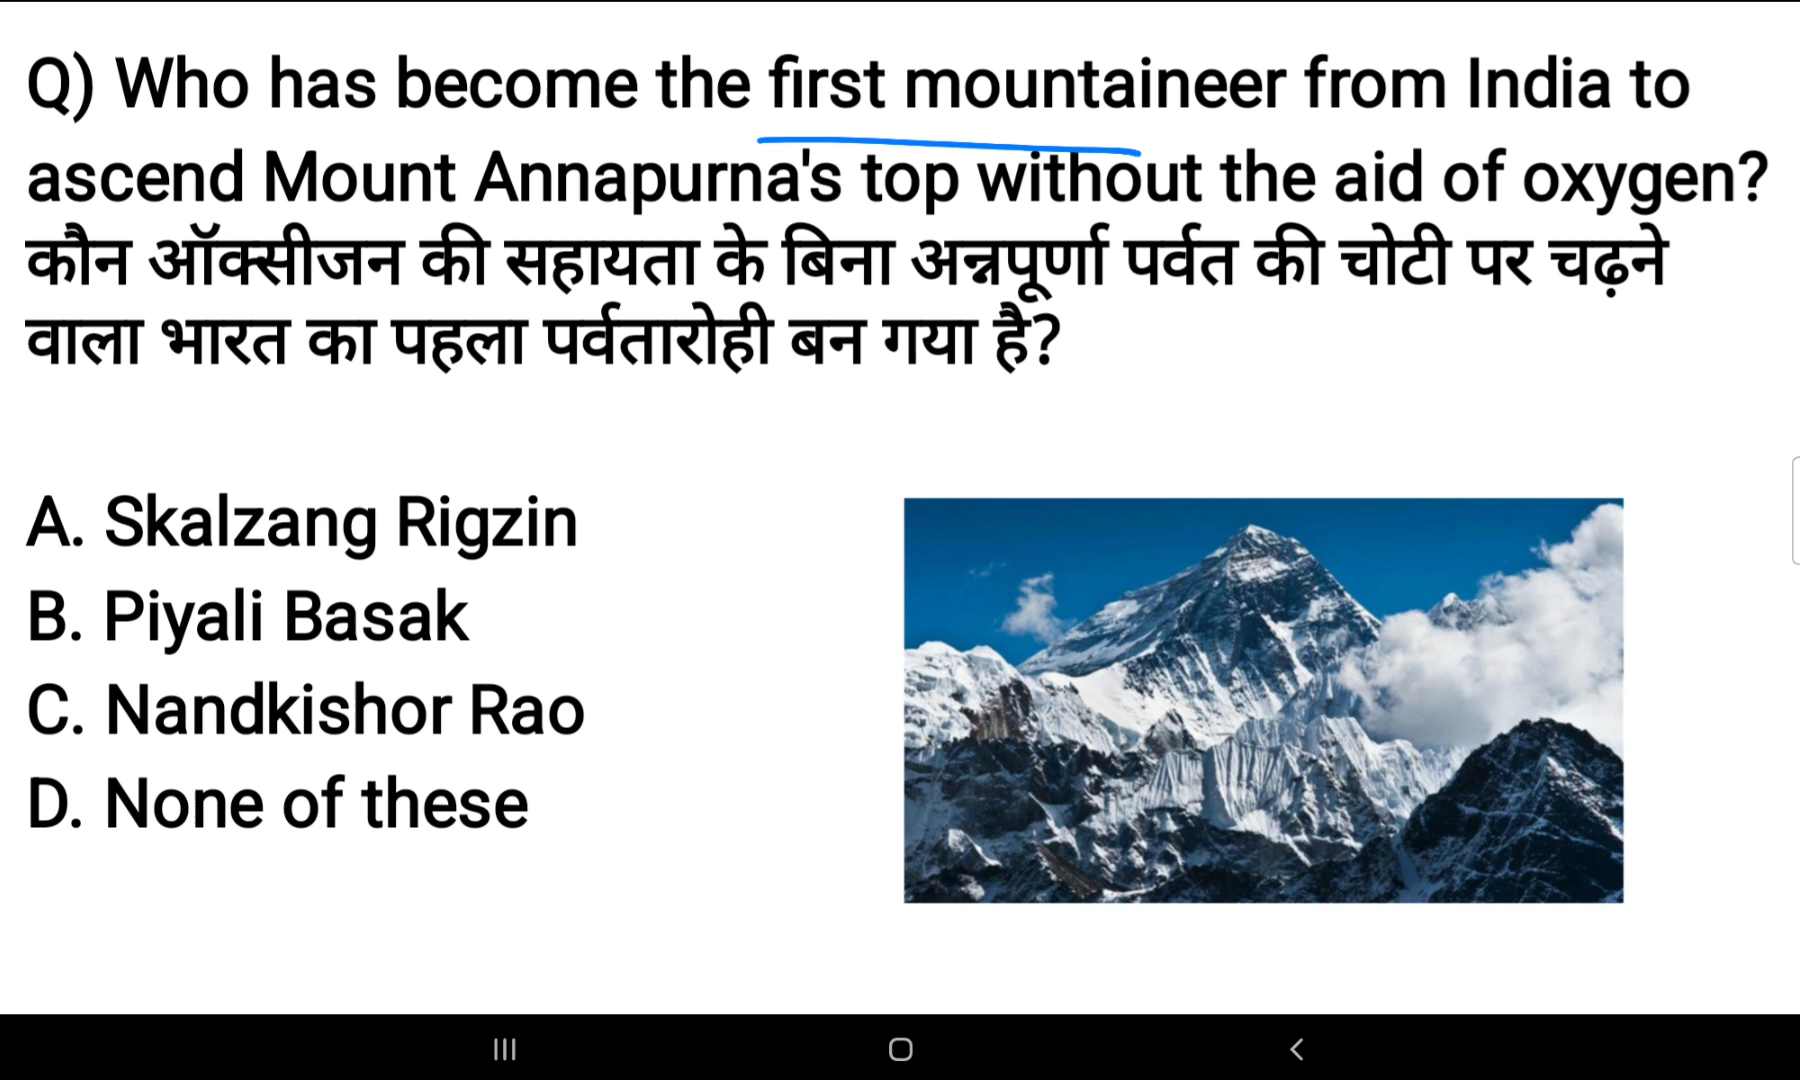 Q) Who has become the first mountaineer from India to
ascend Mount Annapurna's top without the aid of oxygen?
कौन ऑक्सीजन की सहायता के बिना अन्नपूर्णा पर्वत की चोटी पर चढ़ने
वाला भारत का पहला पर्वतारोही बन गया है?
A. Skalzang Rigzin
B. Piyali Basak
C. Nandkishor Rao
D. None of these